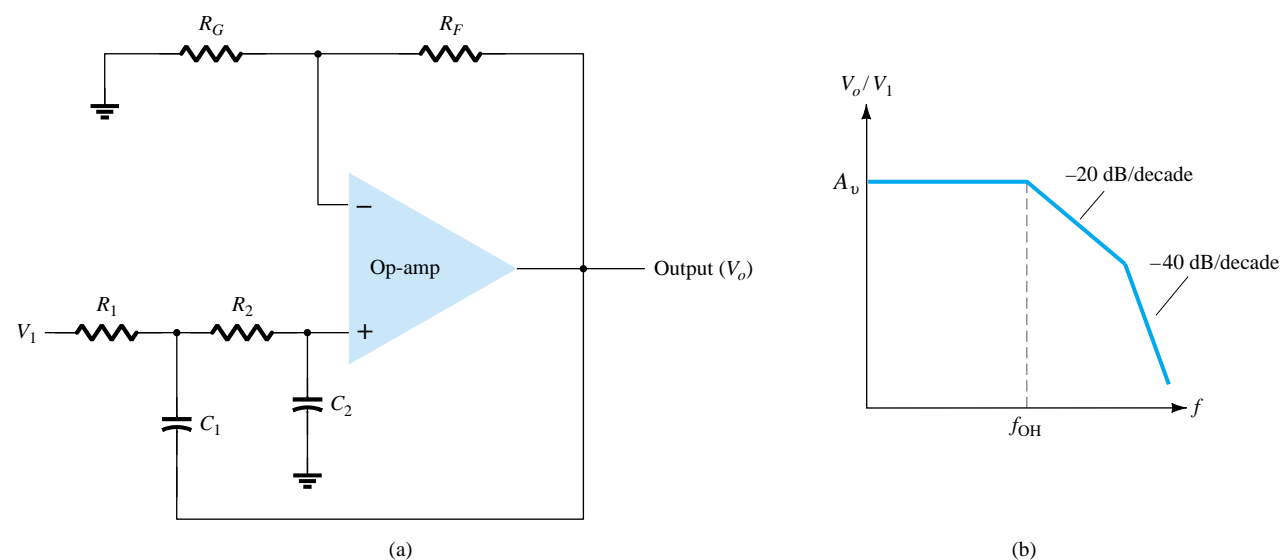 R_G
R_F
−
Op-amp
Output (V_o)
R_1
R_2
V_1
+
C_1
C_2
(a)
V_o / V_1
A_υ
–20 dB/decade
–40 dB/decade
f
f_OH
(b)